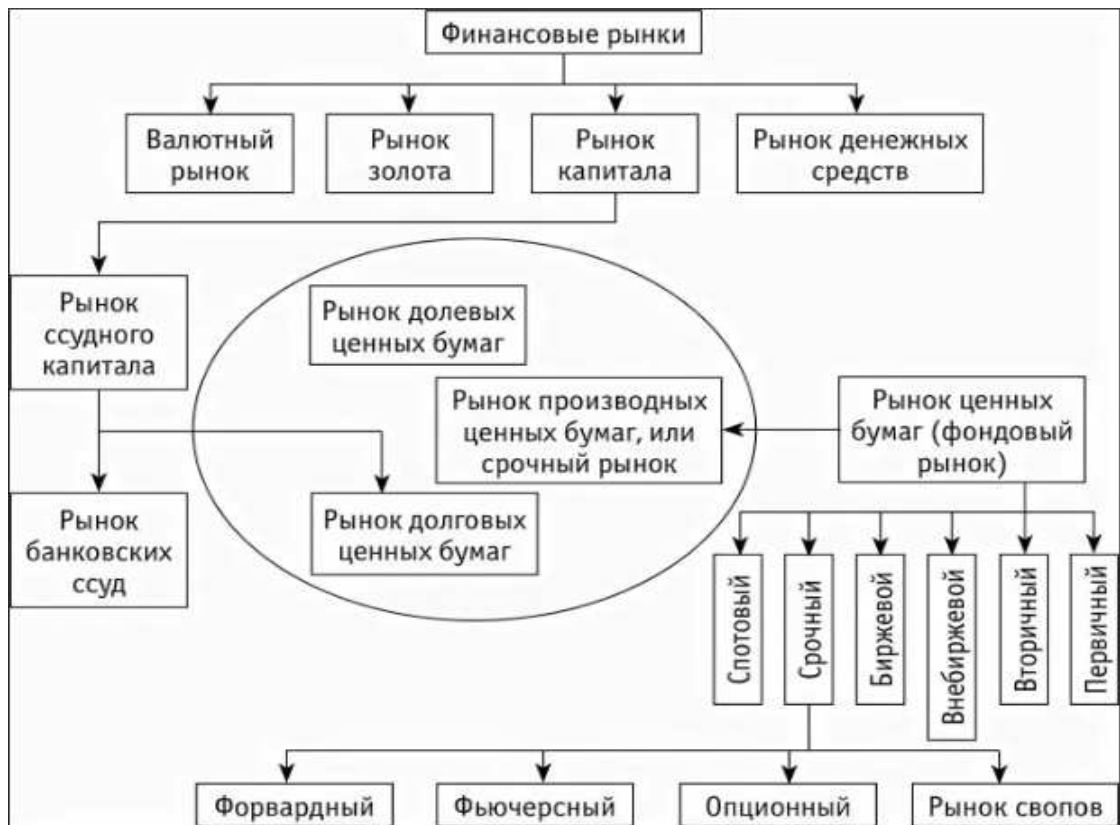 Финансовые рынки
Валютный
рынок
Рынок
золота
Рынок
капитала
Рынок денежных
средств
Рынок
ссудного
капитала
Рынок долевых
ценных бумаг
Рынок производных
ценных бумаг, или
срочный рынок
Рынок ценных
бумаг (фондовый
рынок)
Рынок
банковских
ссуд
Рынок долговых
ценных бумаг
Спотовый
Срочный
Биржевой
Внебиржевой
Вторичный
Первичный
Форвардный
Фьючерсный
Опционный
Рынок свопов